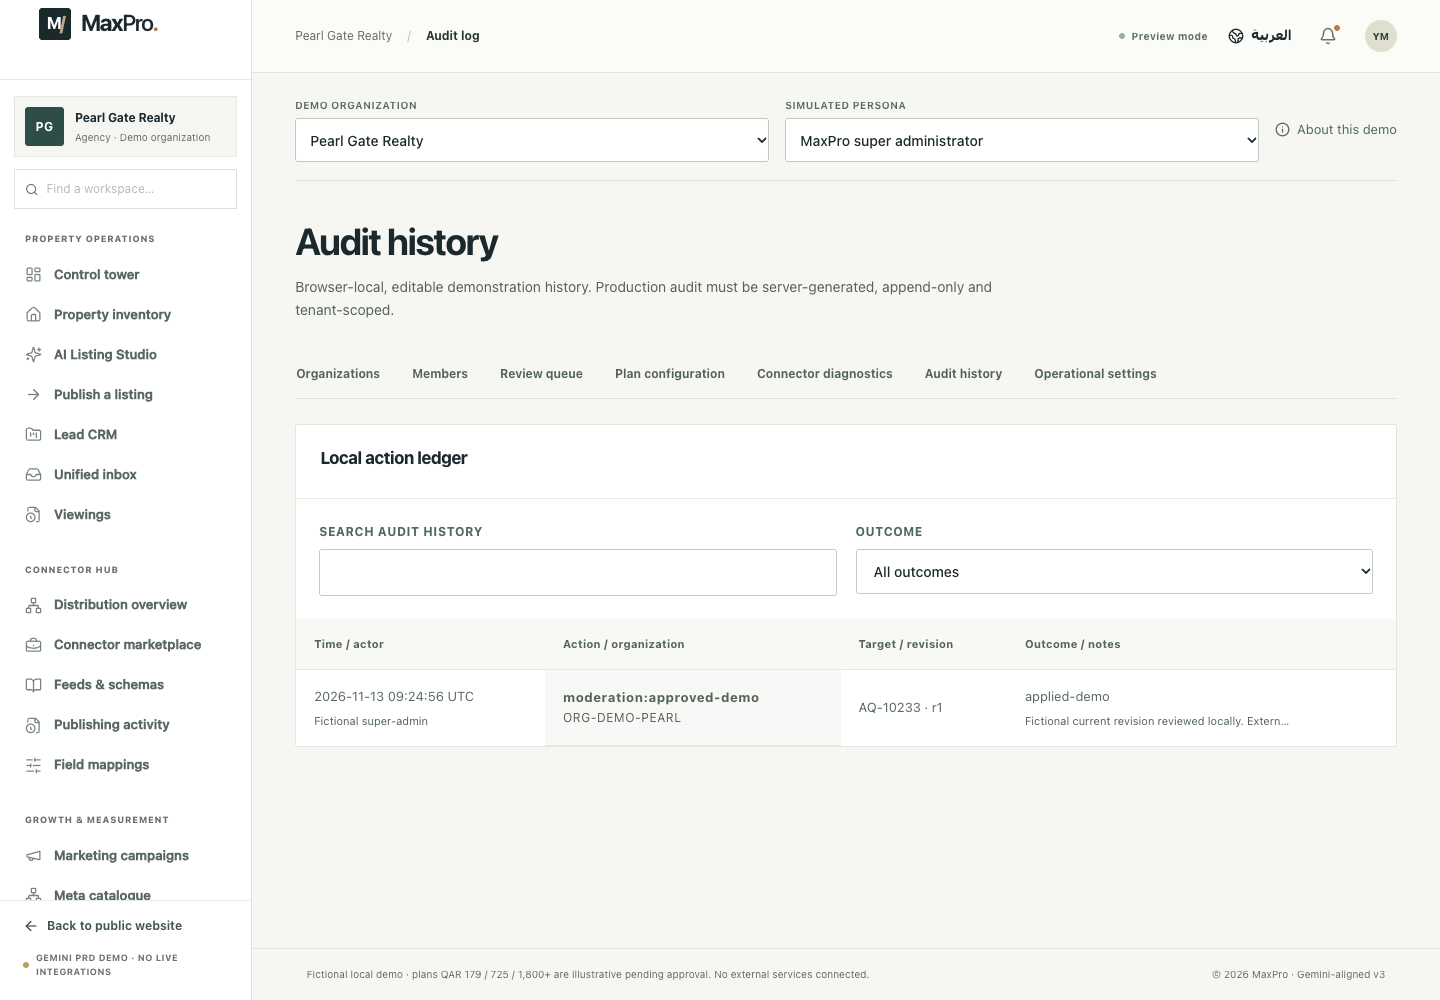 M/ MaxPro.
Pearl Gate Realty / Audit log
Preview mode
العربية
YM
PG
Pearl Gate Realty
Agency · Demo organization
Find a workspace...
PROPERTY OPERATIONS
Control tower
Property inventory
AI Listing Studio
Publish a listing
Lead CRM
Unified inbox
Viewings
CONNECTOR HUB
Distribution overview
Connector marketplace
Feeds & schemas
Publishing activity
Field mappings
GROWTH & MEASUREMENT
Marketing campaigns
Meta catalogue
Back to public website
GEMINI PRD DEMO · NO LIVE
INTEGRATIONS
DEMO ORGANIZATION
Pearl Gate Realty
SIMULATED PERSONA
MaxPro super administrator
About this demo
Audit history
Browser-local, editable demonstration history. Production audit must be server-generated, append-only and
tenant-scoped.
Organizations Members Review queue Plan configuration Connector diagnostics Audit history Operational settings
Local action ledger
SEARCH AUDIT HISTORY
OUTCOME
All outcomes
Time / actor Action / organization Target / revision Outcome / notes
2026-11-13 09:24:56 UTC
Fictional super-admin
moderation:approved-demo
ORG-DEMO-PEARL
AQ-10233 · r1
applied-demo
Fictional current revision reviewed locally. Extern...
Fictional local demo · plans QAR 179 / 725 / 1,800+ are illustrative pending approval. No external services connected.
© 2026 MaxPro · Gemini-aligned v3